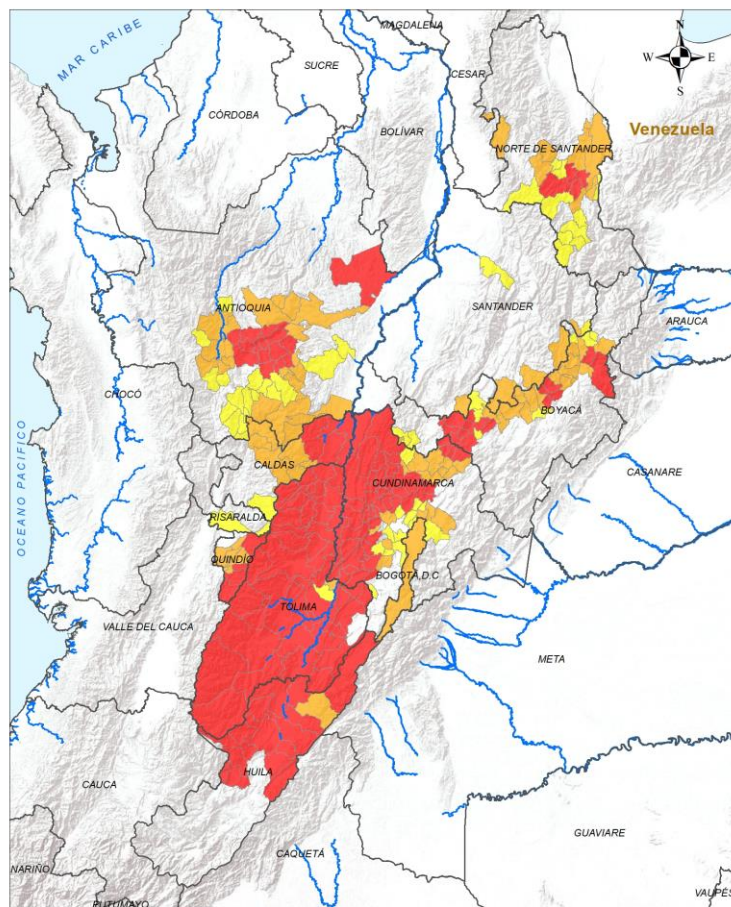 MAGDALENA
N
MAR CARIBE
SUCRE
CESAR
W
E
S
CÓRDOBA
BOLÍVAR
Venezuela
NORTE DE SANTANDER
ANTIOQUIA
SANTANDER
ARAUCA
CHOCÓ
BOYACÁ
OCEANO PACIFICO
CALDAS
CUNDINAMARCA
CASANARE
RISARALDA
QUINDÍO
BOGOTÁ, D.C
TOLIMA
VALLE DEL CAUCA
META
HUILA
CAUCA
GUAVIARE
CAQUETÁ
NARIÑO
PUTUMAYO
VAUPÉS